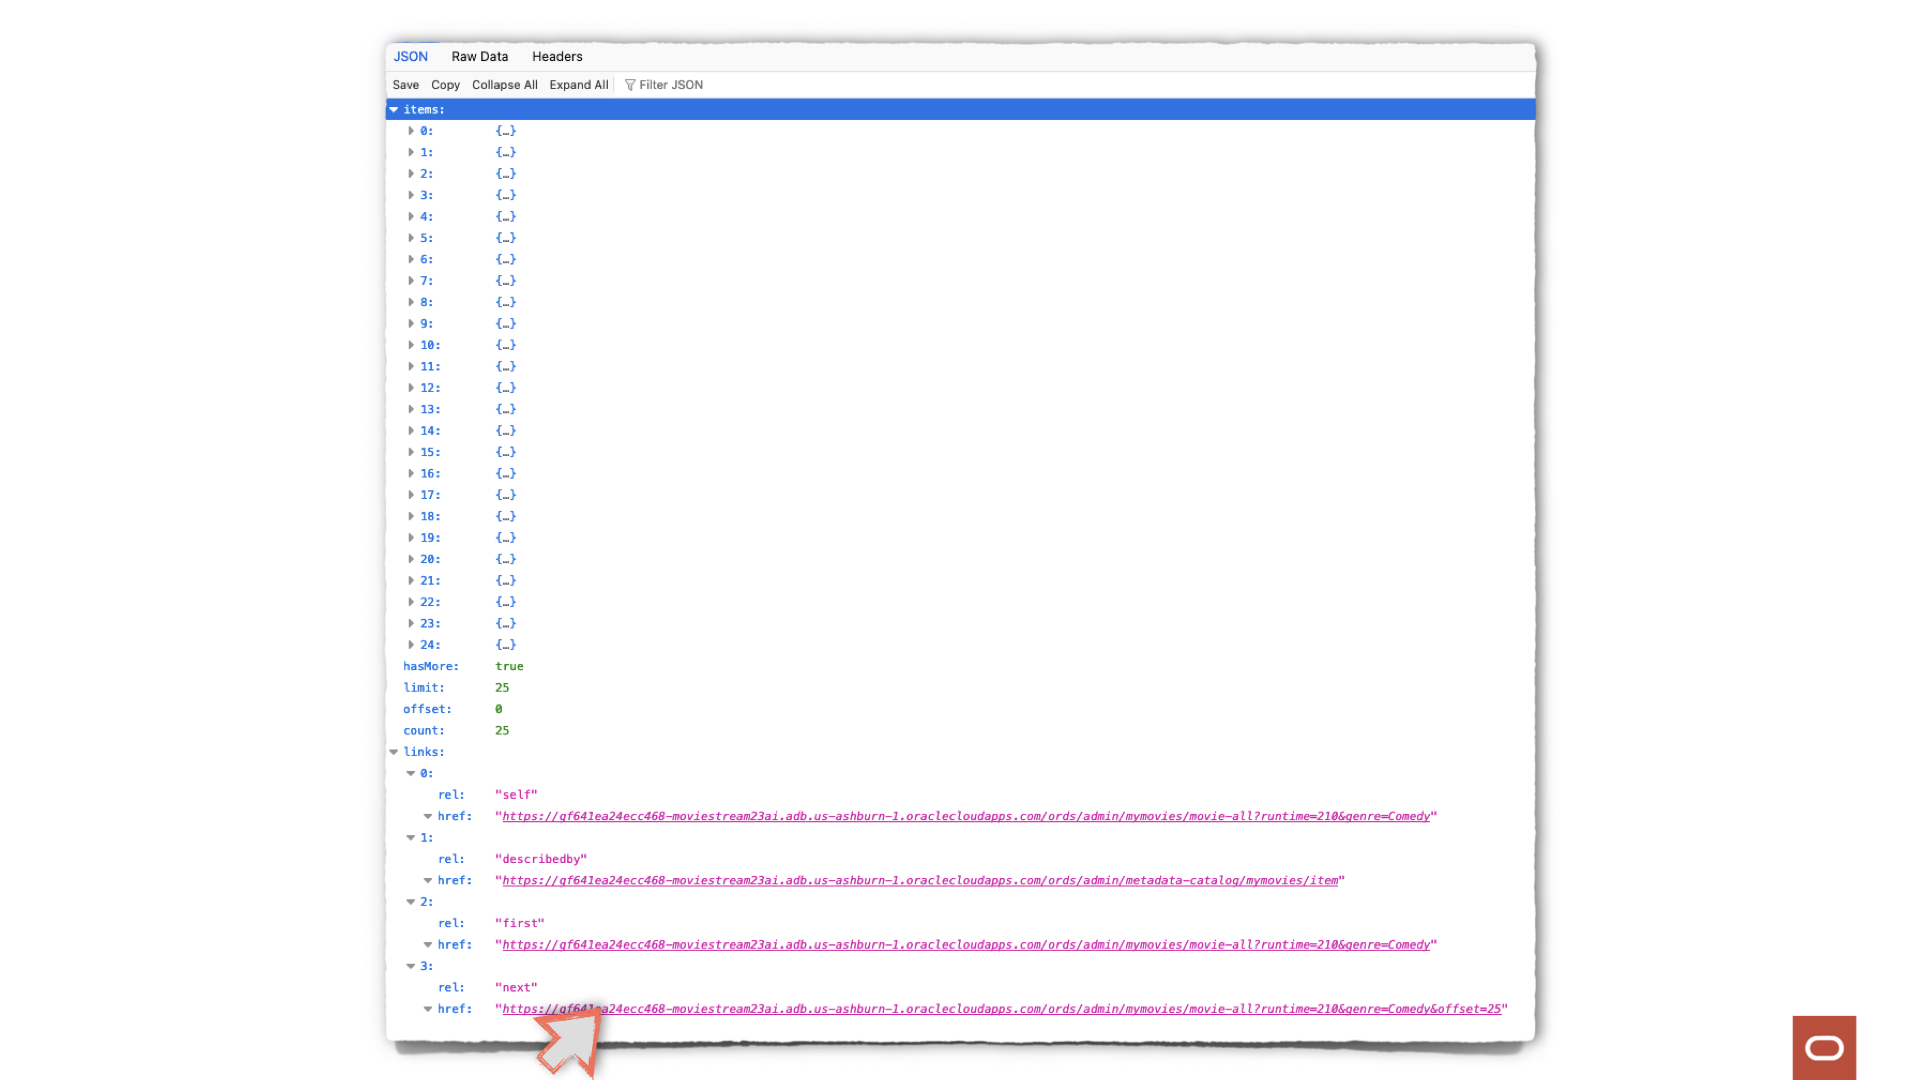 JSON Raw Data Headers
Save Copy Collapse All Expand All Filter JSON
items:
0: {…}
1: {…}
2: {…}
3: {…}
4: {…}
5: {…}
6: {…}
7: {…}
8: {…}
9: {…}
10: {…}
11: {…}
12: {…}
13: {…}
14: {…}
15: {…}
16: {…}
17: {…}
18: {…}
19: {…}
20: {…}
21: {…}
22: {…}
23: {…}
24: {…}
hasMore: true
limit: 25
offset: 0
count: 25
links:
0:
rel: "self"
href: "https://gf641ea24ecc468-moviestream23ai.adb.us-ashburn-1.oraclecloudapps.com/ords/admin/mymovies/movie-all?runtime=210&genre=Comedy"
1:
rel: "describedby"
href: "https://gf641ea24ecc468-moviestream23ai.adb.us-ashburn-1.oraclecloudapps.com/ords/admin/metadata-catalog/mymovies/item"
2:
rel: "first"
href: "https://gf641ea24ecc468-moviestream23ai.adb.us-ashburn-1.oraclecloudapps.com/ords/admin/mymovies/movie-all?runtime=210&genre=Comedy"
3:
rel: "next"
href: "https://gf641ea24ecc468-moviestream23ai.adb.us-ashburn-1.oraclecloudapps.com/ords/admin/mymovies/movie-all?runtime=210&genre=Comedy&offset=25"